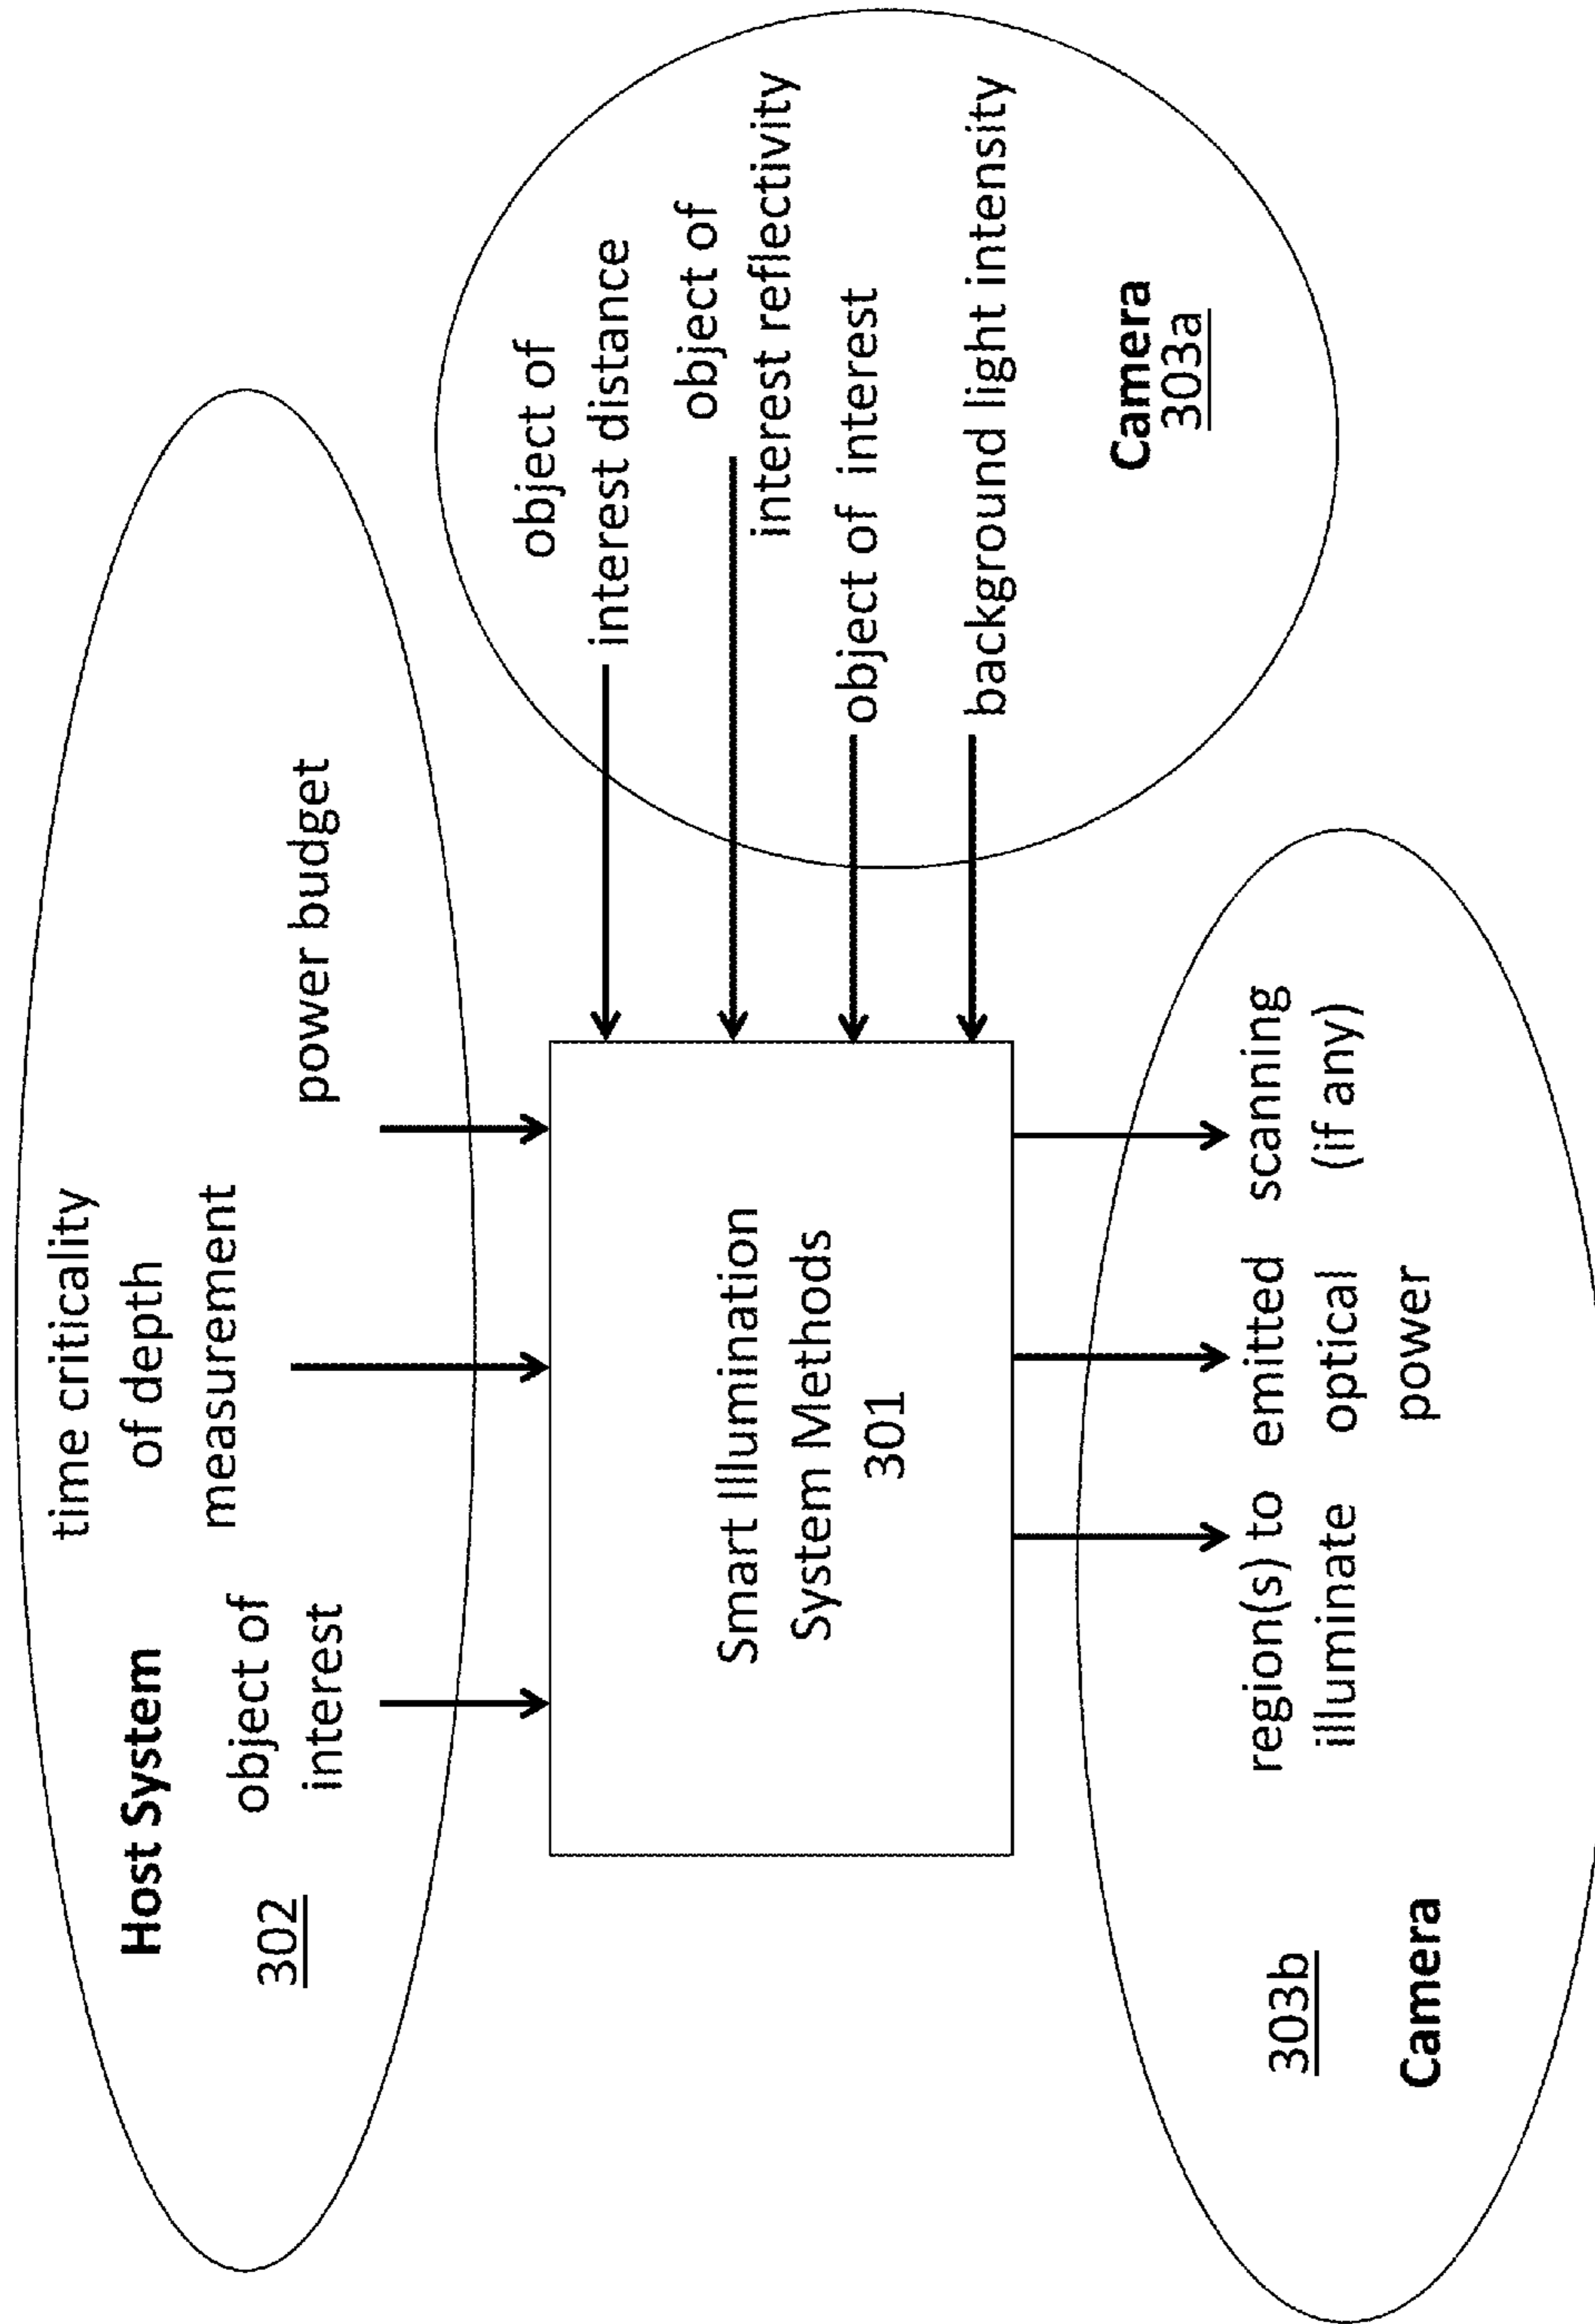 Host System
302
object of
interest
time criticality
of depth
measurement
power budget
Smart Illumination
System Methods
301
object of
interest distance
object of
interest reflectivity
object of interest
background light intensity
Camera
303a
303b
Camera
region(s) to
illuminate
emitted
optical
power
scanning
(if any)